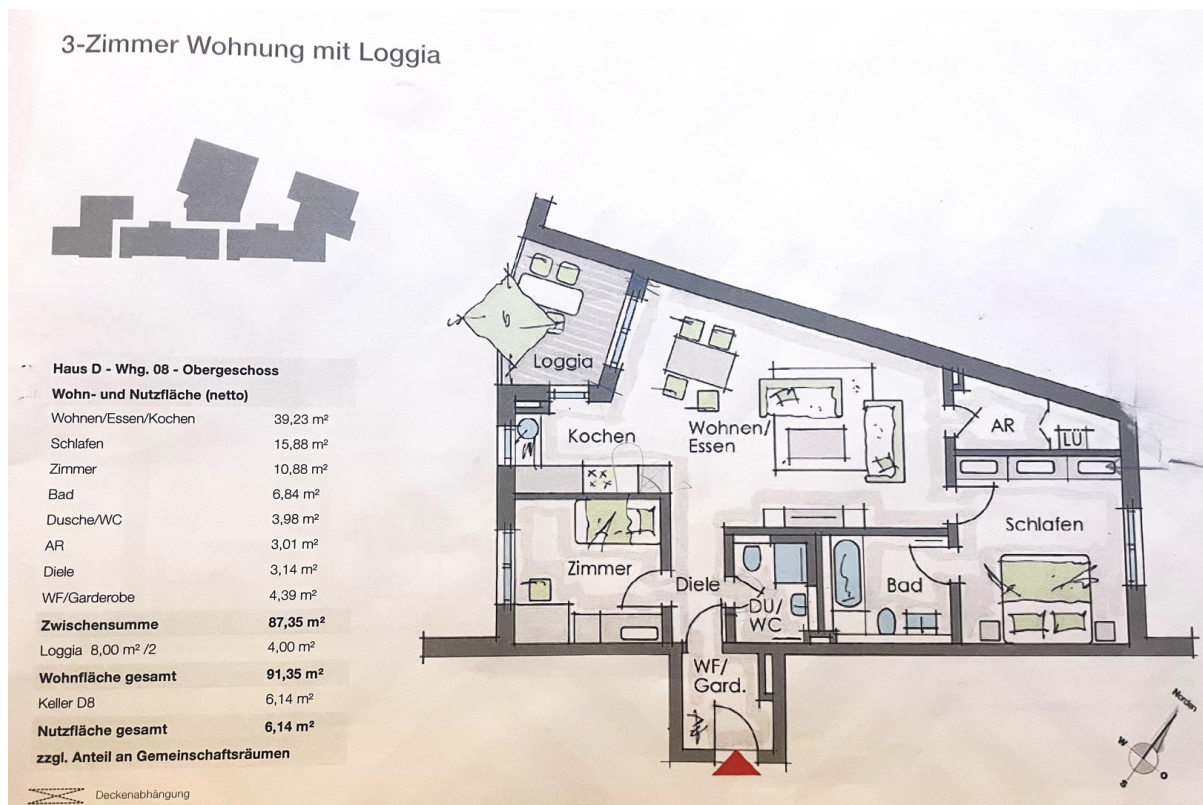 3-Zimmer Wohnung mit Loggia
Haus D - Whg. 08 - Obergeschoss
Wohn- und Nutzfläche (netto)
Wohnen/Essen/Kochen 39,23 m²
Schlafen 15,88 m²
Zimmer 10,88 m²
Bad 6,84 m²
Dusche/WC 3,98 m²
AR 3,01 m²
Diele 3,14 m²
WF/Garderobe 4,39 m²
Zwischensumme 87,35 m²
Loggia 8,00 m² /2 4,00 m²
Wohnfläche gesamt 91,35 m²
Keller D8 6,14 m²
Nutzfläche gesamt 6,14 m²
zzgl. Anteil an Gemeinschaftsräumen
Deckenabhängung
Loggia
Kochen
Wohnen/
Essen
AR
LÜ
Schlafen
Zimmer
Diele
DU/
WC
Bad
WF/
Gard.
Norden
W
O
S